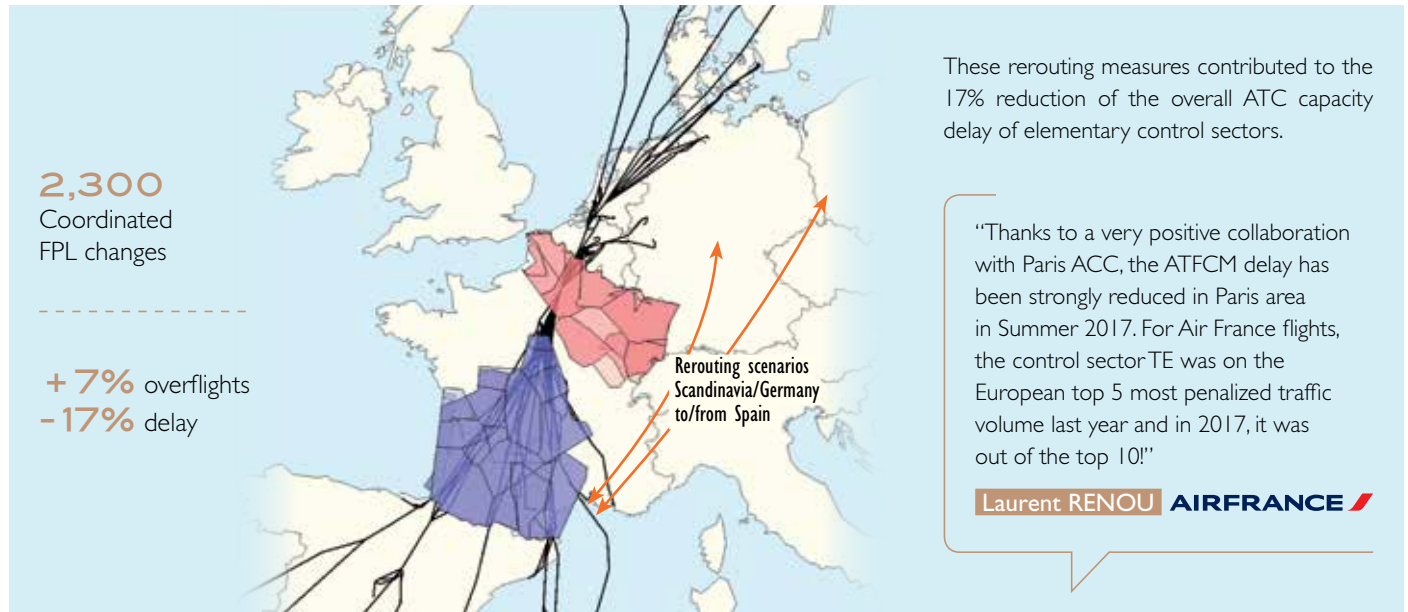 2,300
Coordinated
FPL changes
+7% overflights
-17% delay
Rerouting scenarios
Scandinavia/Germany
to/from Spain
These rerouting measures contributed to the
17% reduction of the overall ATC capacity
delay of elementary control sectors.
“Thanks to a very positive collaboration
with Paris ACC, the ATFCM delay has
been strongly reduced in Paris area
in Summer 2017. For Air France flights,
the control sector TE was on the
European top 5 most penalized traffic
volume last year and in 2017, it was
out of the top 10!”
Laurent RENOU AIRFRANCE